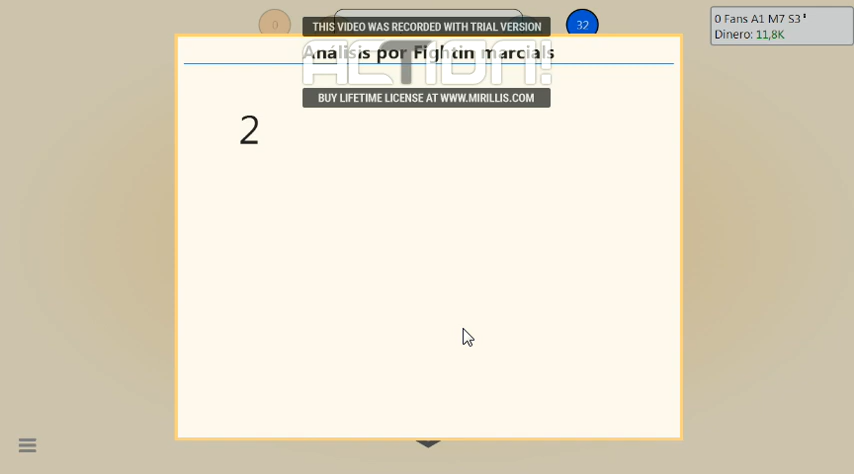 0
THIS VIDEO WAS RECORDED WITH TRIAL VERSION
32
0 Fans A1 M7 S3
Dinero: 11,8K
Análisis por Fightin marcials
ACTION!
BUY LIFETIME LICENSE AT WWW.MIRILLIS.COM
2